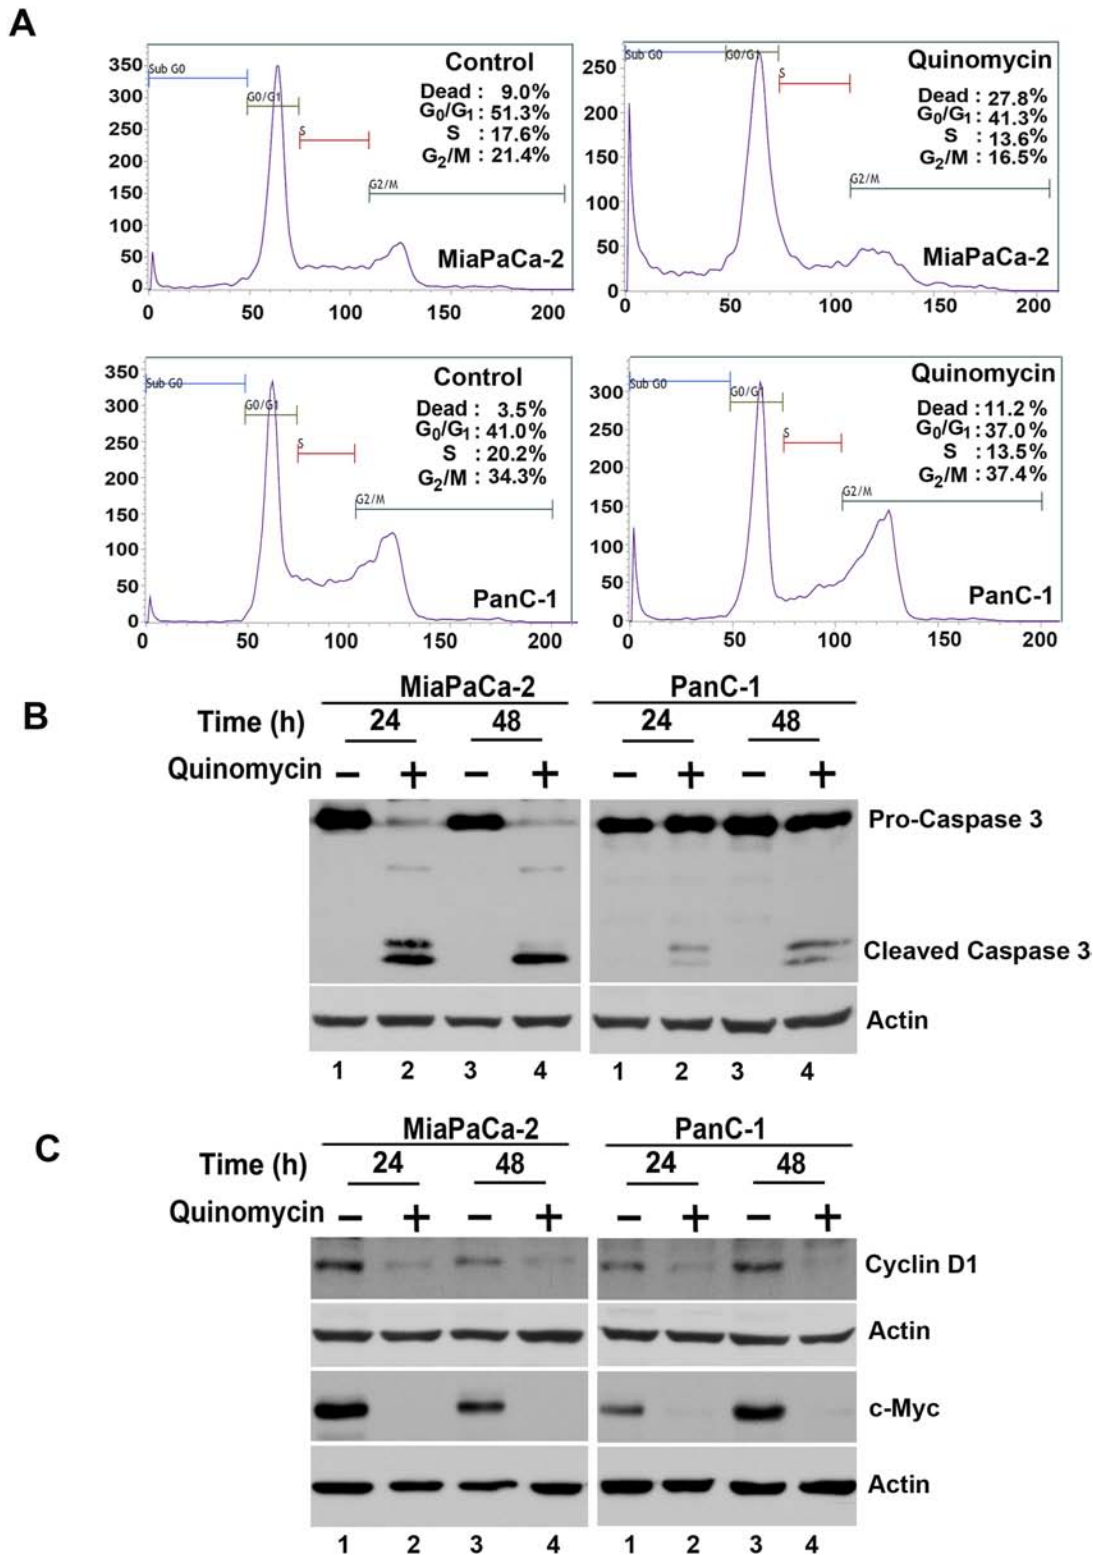 A
Control
Dead : 9.0%
G0/G1 : 51.3%
S : 17.6%
G2/M : 21.4%
MiaPaCa-2
Sub G0
G0/G1
S
G2/M
350
300
250
200
150
100
50
0
0 50 100 150 200
Quinomycin
Dead : 27.8%
G0/G1 : 41.3%
S : 13.6%
G2/M : 16.5%
MiaPaCa-2
Sub G0
G0/G1
S
G2/M
250
200
150
100
50
0
0 50 100 150 200
Control
Dead : 3.5%
G0/G1 : 41.0%
S : 20.2%
G2/M : 34.3%
PanC-1
Sub G0
G0/G1
S
G2/M
350
300
250
200
150
100
50
0
0 50 100 150 200
Quinomycin
Dead : 11.2 %
G0/G1 : 37.0%
S : 13.5%
G2/M : 37.4%
PanC-1
Sub G0
G0/G1
S
G2/M
350
300
250
200
150
100
50
0
0 50 100 150 200
B
MiaPaCa-2 PanC-1
Time (h) 24 48 24 48
Quinomycin − + − + − + − +
Pro-Caspase 3
Cleaved Caspase 3
Actin
1 2 3 4 1 2 3 4
C
MiaPaCa-2 PanC-1
Time (h) 24 48 24 48
Quinomycin − + − + − + − +
Cyclin D1
Actin
c-Myc
Actin
1 2 3 4 1 2 3 4